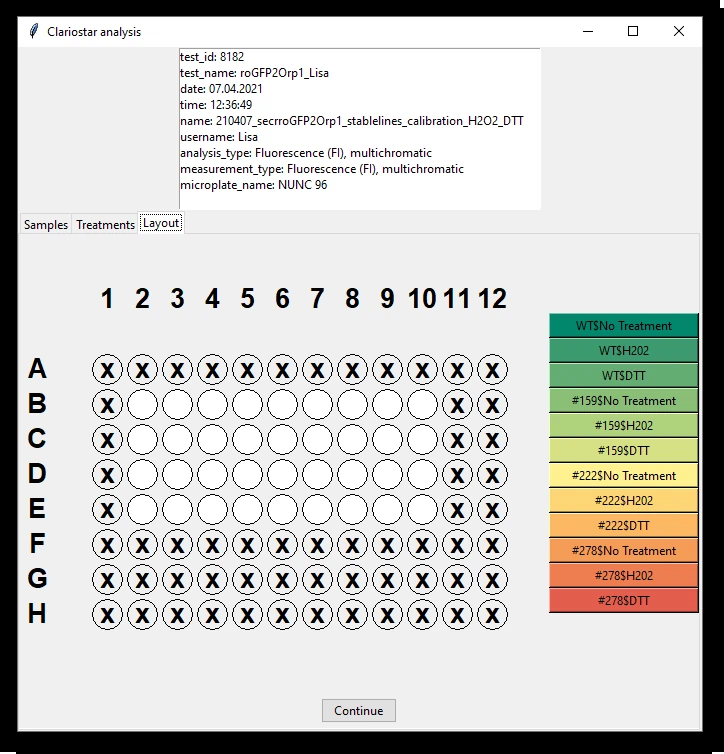 Clariostar analysis
test_id: 8182
test_name: roGFP2Orp1_Lisa
date: 07.04.2021
time: 12:36:49
name: 210407_secrroGFP2Orp1_stablelines_calibration_H2O2_DTT
username: Lisa
analysis_type: Fluorescence (FI), multichromatic
measurement_type: Fluorescence (FI), multichromatic
microplate_name: NUNC 96
Samples Treatments Layout
1 2 3 4 5 6 7 8 9 10 11 12
A x x x x x x x x x x x x
B x x x
C x x x
D x x x
E x x x
F x x x x x x x x x x x x
G x x x x x x x x x x x x
H x x x x x x x x x x x x
WT$No Treatment
WT$H202
WT$DTT
#159$No Treatment
#159$H202
#159$DTT
#222$No Treatment
#222$H202
#222$DTT
#278$No Treatment
#278$H202
#278$DTT
Continue